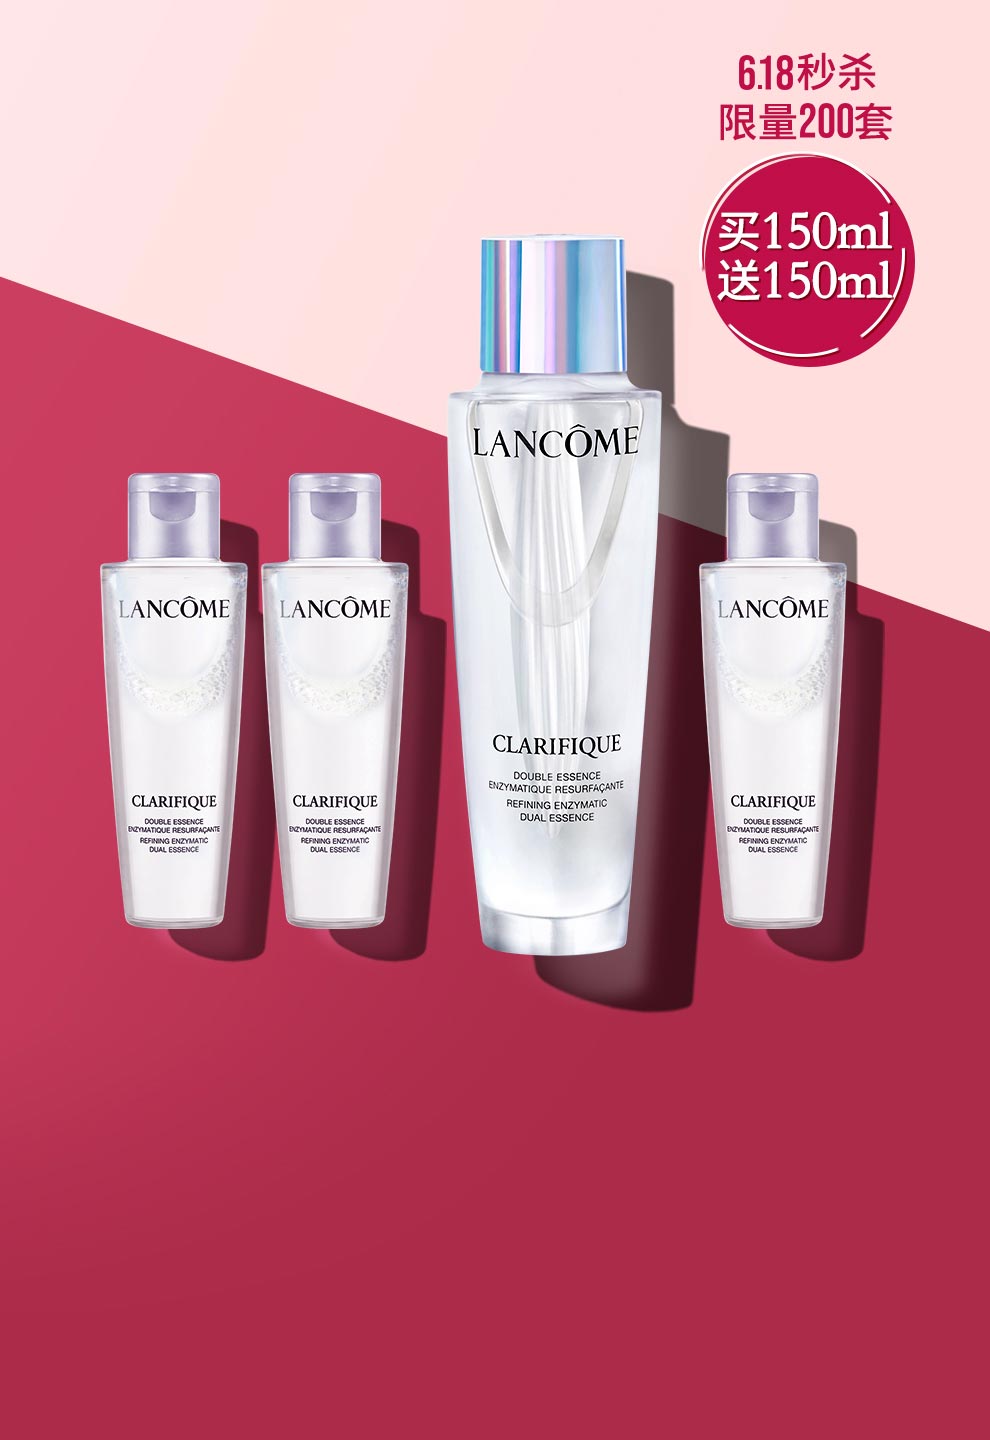 6.18秒杀
限量200套
买150ml
送150ml
LANCÔME
CLARIFIQUE
DOUBLE ESSENCE
ENZYMATIQUE RESURFAÇANTE
REFINING ENZYMATIC
DUAL ESSENCE
LANCÔME
CLARIFIQUE
DOUBLE ESSENCE
ENZYMATIQUE RESURFAÇANTE
REFINING ENZYMATIC
DUAL ESSENCE
LANCÔME
CLARIFIQUE
DOUBLE ESSENCE
ENZYMATIQUE RESURFAÇANTE
REFINING ENZYMATIC
DUAL ESSENCE
LANCÔME
CLARIFIQUE
DOUBLE ESSENCE
ENZYMATIQUE RESURFAÇANTE
REFINING ENZYMATIC
DUAL ESSENCE